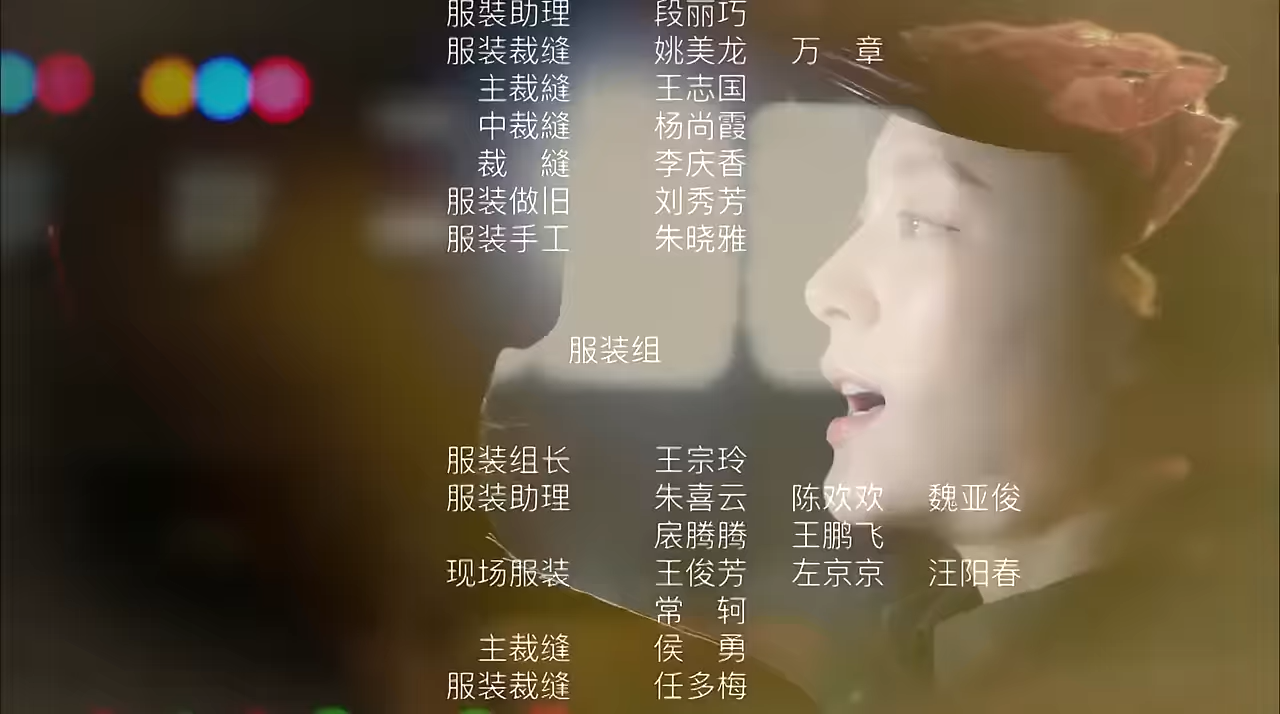 服装助理 段丽巧
服装裁缝 姚美龙 万 章
主裁縫 王志国
中裁縫 杨尚霞
裁 縫 李庆香
服装做旧 刘秀芳
服装手工 朱晓雅
服装组
服装组长 王宗玲
服装助理 朱喜云 陈欢欢 魏亚俊
扆腾腾 王鹏飞
现场服装 王俊芳 左京京 汪阳春
常 轲
主裁缝 侯 勇
服装裁缝 任多梅